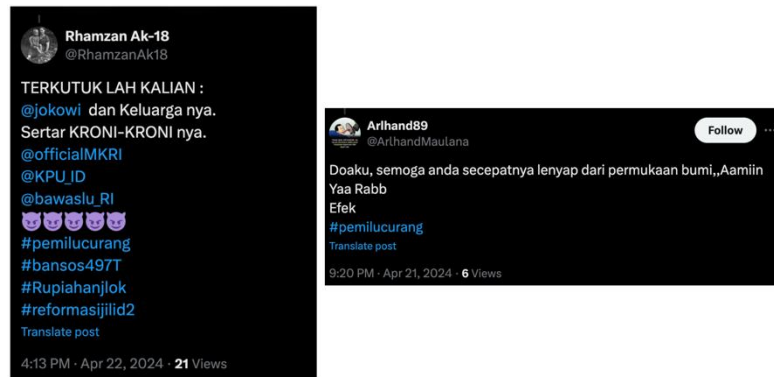 Rhamzan Ak-18
@RhamzanAk18
TERKUTUK LAH KALIAN :
@jokowi dan Keluarga nya.
Sertar KRONI-KRONI nya.
@officialMKRI
@KPU_ID
@bawaslu_RI
😈😈😈😈😈
#pemilucurang
#bansos497T
#Rupiahanjlok
#reformasijilid2
Translate post
4:13 PM · Apr 22, 2024 · 21 Views
Arlhand89
@ArlhandMaulana
Follow
Doaku, semoga anda secepatnya lenyap dari permukaan bumi,,Aamiin
Yaa Rabb
Efek
#pemilucurang
Translate post
9:20 PM · Apr 21, 2024 · 6 Views